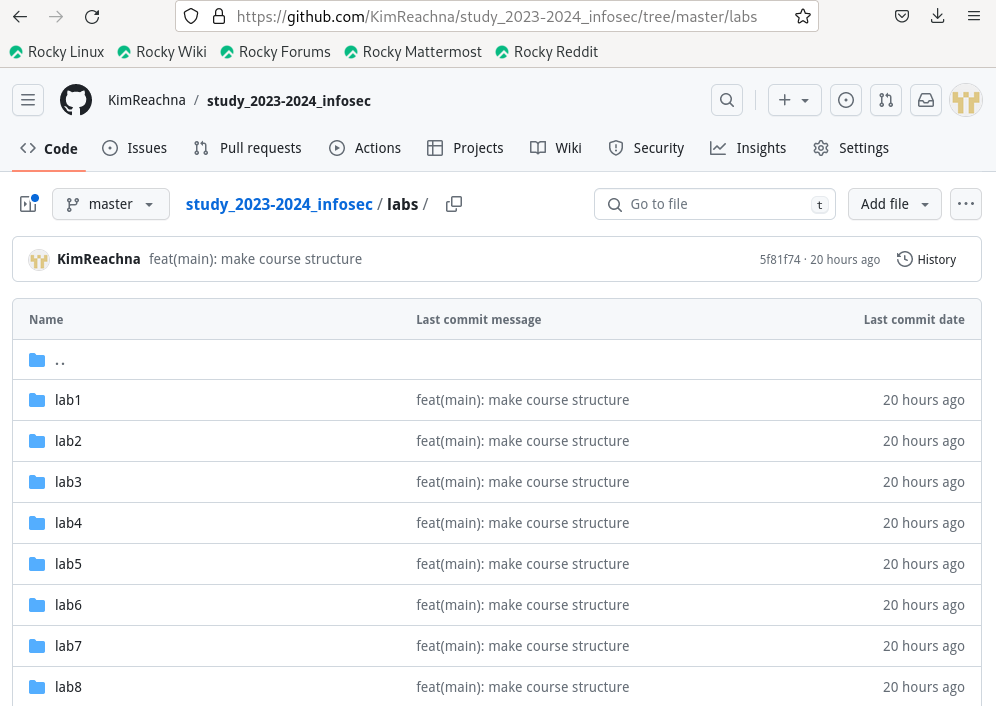 https://github.com/KimReachna/study_2023-2024_infosec/tree/master/labs
Rocky Linux Rocky Wiki Rocky Forums Rocky Mattermost Rocky Reddit
KimReachna / study_2023-2024_infosec
Code Issues Pull requests Actions Projects Wiki Security Insights Settings
master study_2023-2024_infosec / labs / Go to file t Add file
KimReachna feat(main): make course structure 5f81f74 · 20 hours ago History
Name Last commit message Last commit date
..
lab1 feat(main): make course structure 20 hours ago
lab2 feat(main): make course structure 20 hours ago
lab3 feat(main): make course structure 20 hours ago
lab4 feat(main): make course structure 20 hours ago
lab5 feat(main): make course structure 20 hours ago
lab6 feat(main): make course structure 20 hours ago
lab7 feat(main): make course structure 20 hours ago
lab8 feat(main): make course structure 20 hours ago